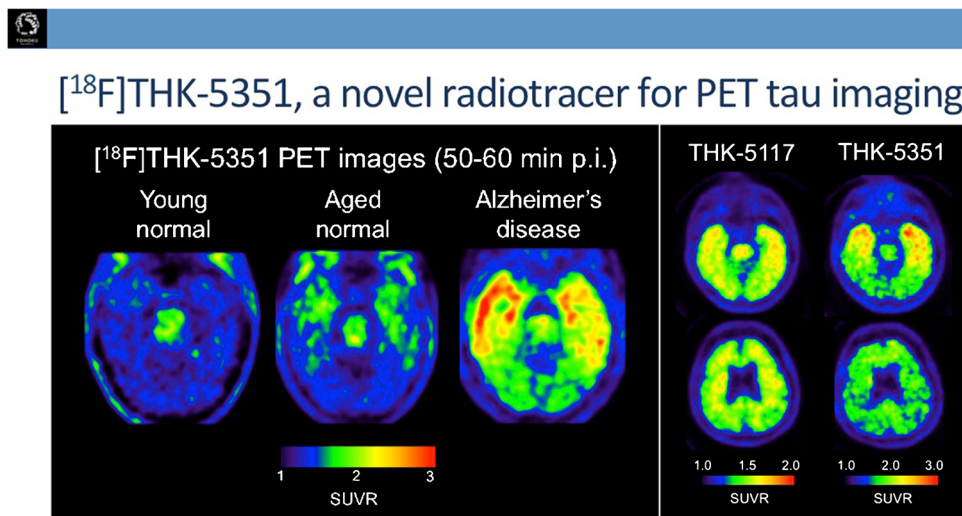 TOHOKU
[¹⁸F]THK-5351, a novel radiotracer for PET tau imaging
[¹⁸F]THK-5351 PET images (50-60 min p.i.)
Young normal
Aged normal
Alzheimer's disease
1 2 3
SUVR
THK-5117 THK-5351
1.0 1.5 2.0
SUVR
1.0 2.0 3.0
SUVR